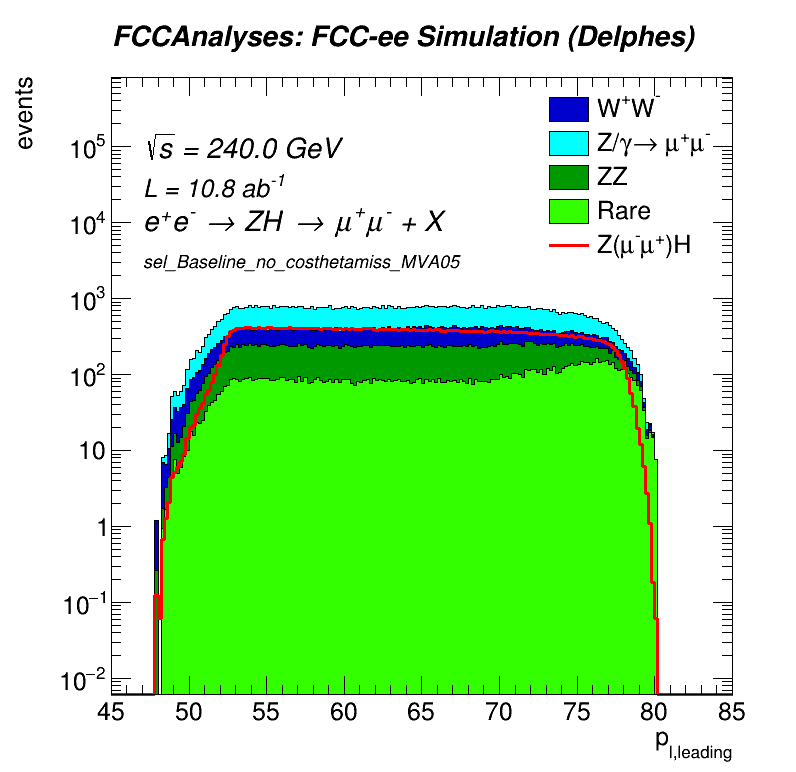 FCCAnalyses: FCC-ee Simulation (Delphes)
events
√s = 240.0 GeV
L = 10.8 ab⁻¹
e⁺e⁻ → ZH → μ⁺μ⁻ + X
sel_Baseline_no_costhetamiss_MVA05
W⁺W⁻
Z/γ→ μ⁺μ⁻
ZZ
Rare
Z(μ⁻μ⁺)H
10⁵
10⁴
10³
10²
10
1
10⁻¹
10⁻²
45 50 55 60 65 70 75 80 85
p_l,leading